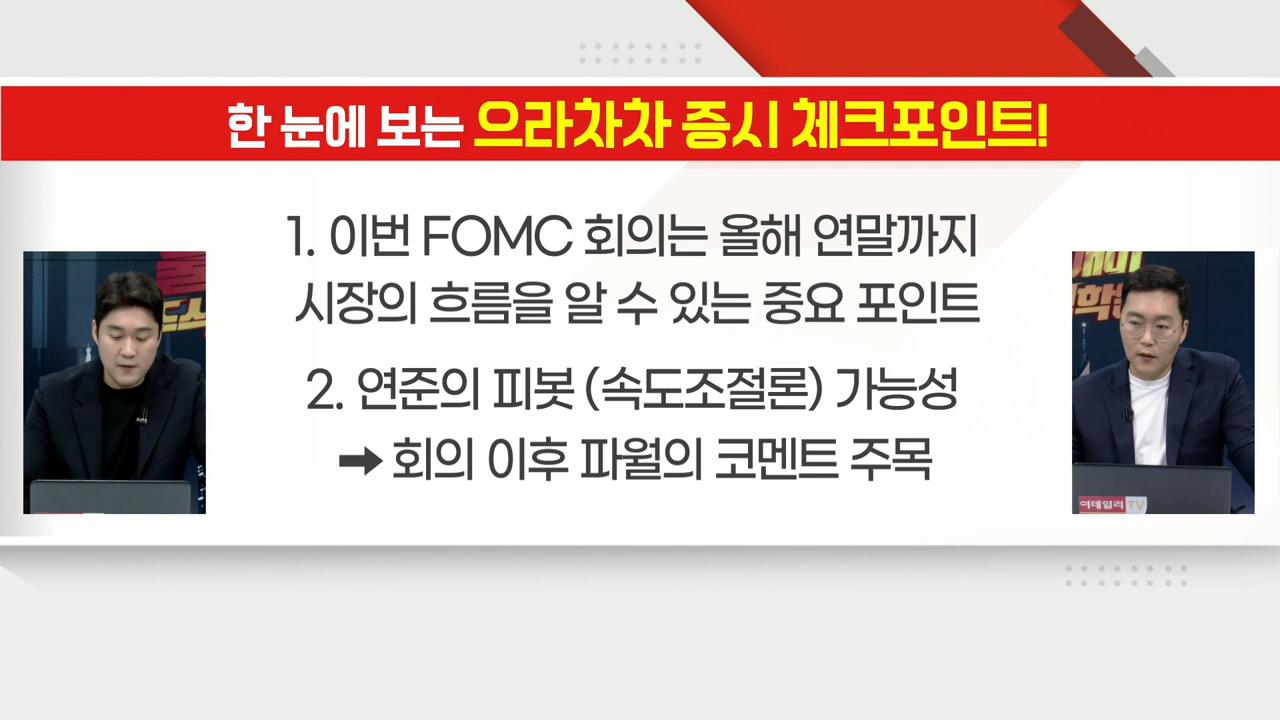 한 눈에 보는 으라차차 증시 체크포인트!
1. 이번 FOMC 회의는 올해 연말까지
시장의 흐름을 알 수 있는 중요 포인트
2. 연준의 피봇 (속도조절론) 가능성
➡ 회의 이후 파월의 코멘트 주목
이데일리TV